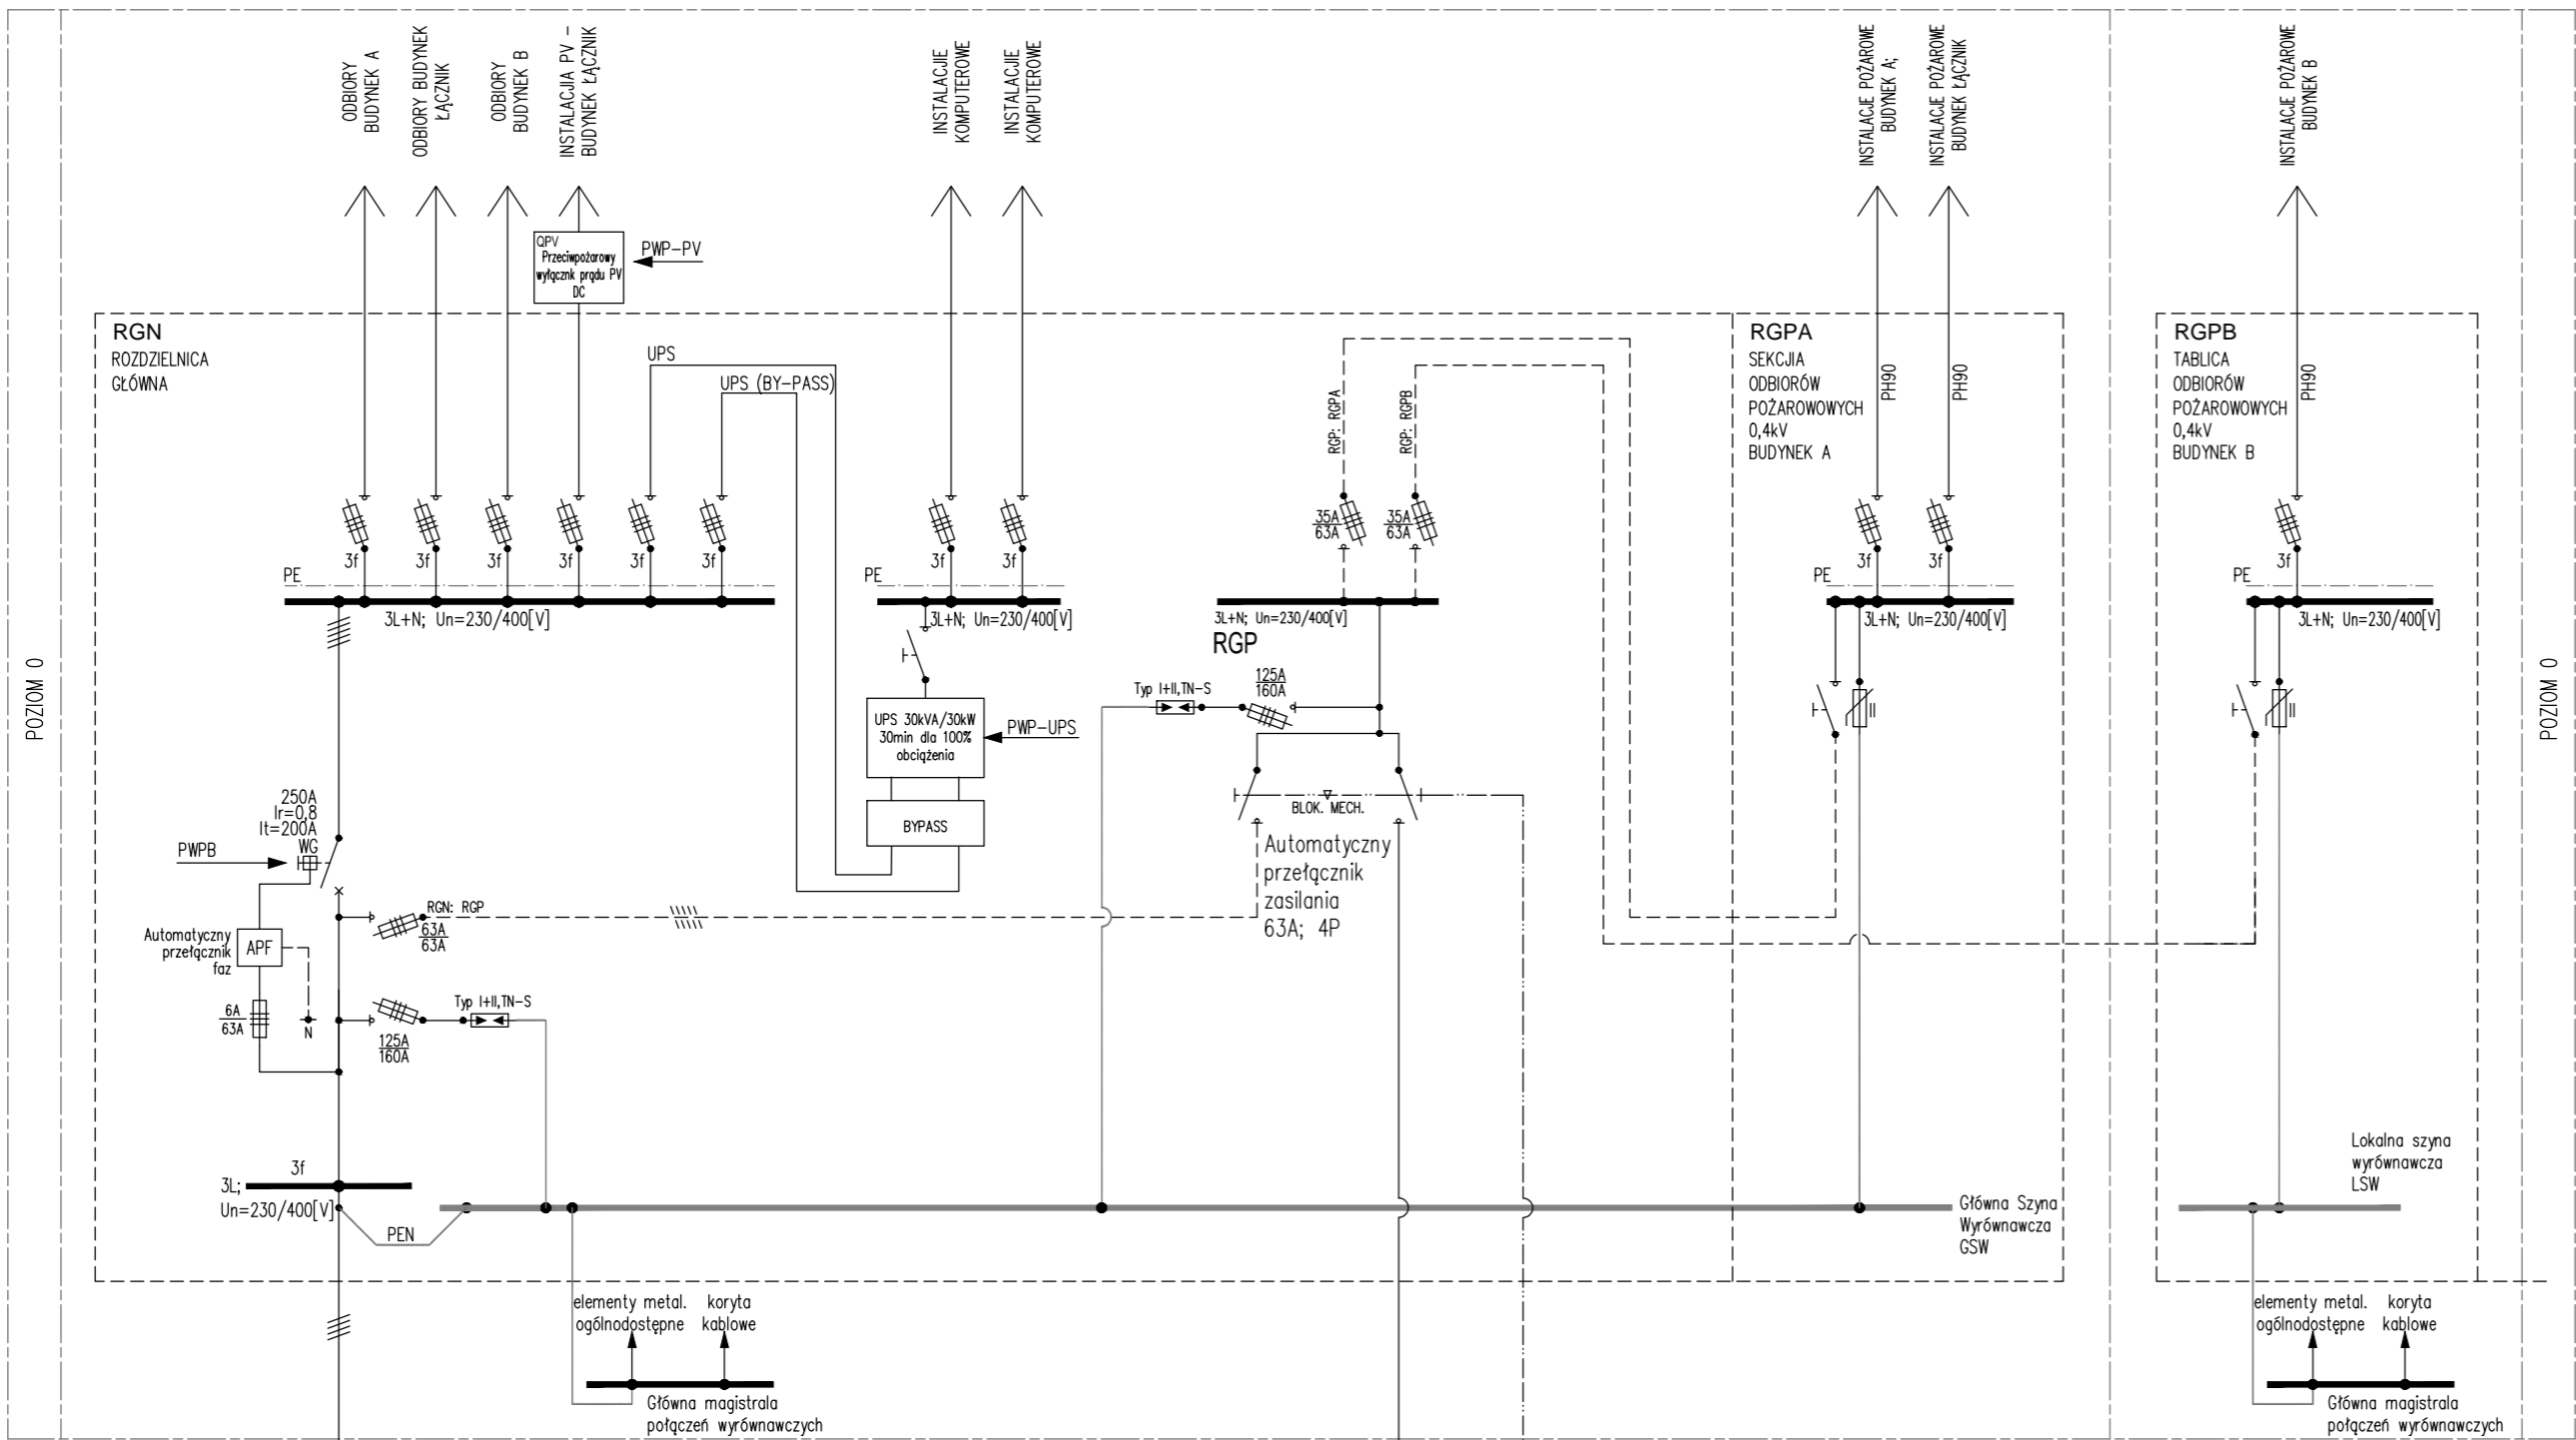 ODBIORY
BUDYNEK A
ODBIORY BUDYNEK
ŁĄCZNIK
ODBIORY
BUDYNEK B
INSTALACJA PV –
BUDYNEK ŁĄCZNIK
INSTALACJIE
KOMPUTEROWE
INSTALACJIE
KOMPUTEROWE
INSTALACJE POŻAROWE
BUDYNEK A;
INSTALACJE POŻAROWE
BUDYNEK ŁĄCZNIK
INSTALACJE POŻAROWE
BUDYNEK B
QPV
Przeciwpożarowy
wyłącznk prądu PV
DC
PWP–PV
RGN
ROZDZIELNICA
GŁÓWNA
UPS
UPS (BY–PASS)
RGP: RGPA
RGP: RGPB
RGPA
SEKCJIA
ODBIORÓW
POŻAROWOWYCH
0,4kV
BUDYNEK A
PH90
PH90
RGPB
TABLICA
ODBIORÓW
POŻAROWOWYCH
0,4kV
BUDYNEK B
PH90
35A
63A
35A
63A
3f
3f
3f
3f
3f
3f
3f
3f
3f
3f
3f
PE
PE
PE
PE
3L+N; Un=230/400[V]
3L+N; Un=230/400[V]
3L+N; Un=230/400[V]
3L+N; Un=230/400[V]
3L+N; Un=230/400[V]
RGP
POZIOM 0
POZIOM 0
Typ I+II,TN–S
125A
160A
UPS 30kVA/30kW
30min dla 100%
obciążenia
PWP–UPS
BYPASS
BLOK. MECH.
Automatyczny
przełącznik
zasilania
63A; 4P
II
II
250A
Ir=0,8
It=200A
WG
PWPB
RGN: RGP
63A
63A
Automatyczny
przełącznik
faz
APF
6A
63A
N
125A
160A
Typ I+II,TN–S
3f
3L;
Un=230/400[V]
PEN
Główna Szyna
Wyrównawcza
GSW
Lokalna szyna
wyrównawcza
LSW
elementy metal.
ogólnodostępne
koryta
kablowe
Główna magistrala
połączeń wyrównawczych
elementy metal.
ogólnodostępne
koryta
kablowe
Główna magistrala
połączeń wyrównawczych